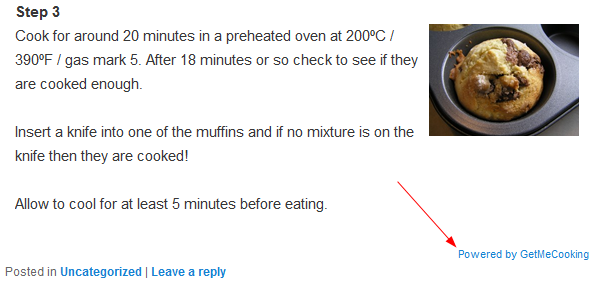 Step 3
Cook for around 20 minutes in a preheated oven at 200ºC /
390ºF / gas mark 5. After 18 minutes or so check to see if they
are cooked enough.
Insert a knife into one of the muffins and if no mixture is on the
knife then they are cooked!
Allow to cool for at least 5 minutes before eating.
Powered by GetMeCooking
Posted in Uncategorized | Leave a reply